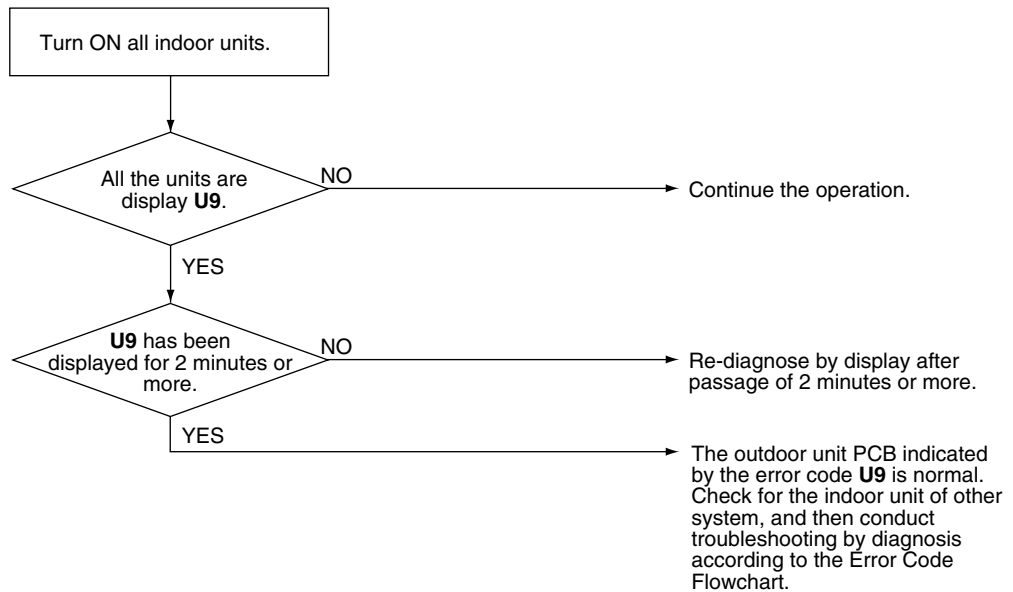 Turn ON all indoor units.
All the units are
display U9.
NO
Continue the operation.
YES
U9 has been
displayed for 2 minutes or
more.
NO
Re-diagnose by display after
passage of 2 minutes or more.
YES
The outdoor unit PCB indicated
by the error code U9 is normal.
Check for the indoor unit of other
system, and then conduct
troubleshooting by diagnosis
according to the Error Code
Flowchart.